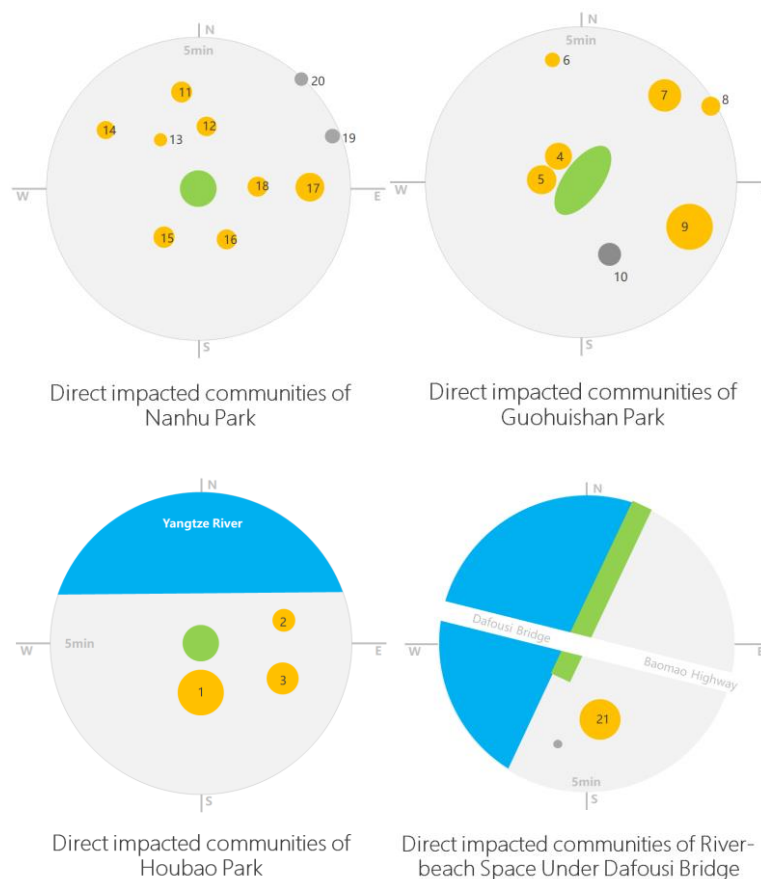 N
5min
20
11
12
14
13
19
18
17
W
E
15
16
S
Direct impacted communities of
Nanhu Park
N
5min
6
7
8
4
5
W
9
10
S
Direct impacted communities of
Guohuishan Park
N
Yangtze River
2
5min
W
E
3
1
S
Direct impacted communities of
Houbao Park
N
Dafousi Bridge
W
E
Baomao Highway
21
5min
S
Direct impacted communities of River-
beach Space Under Dafousi Bridge